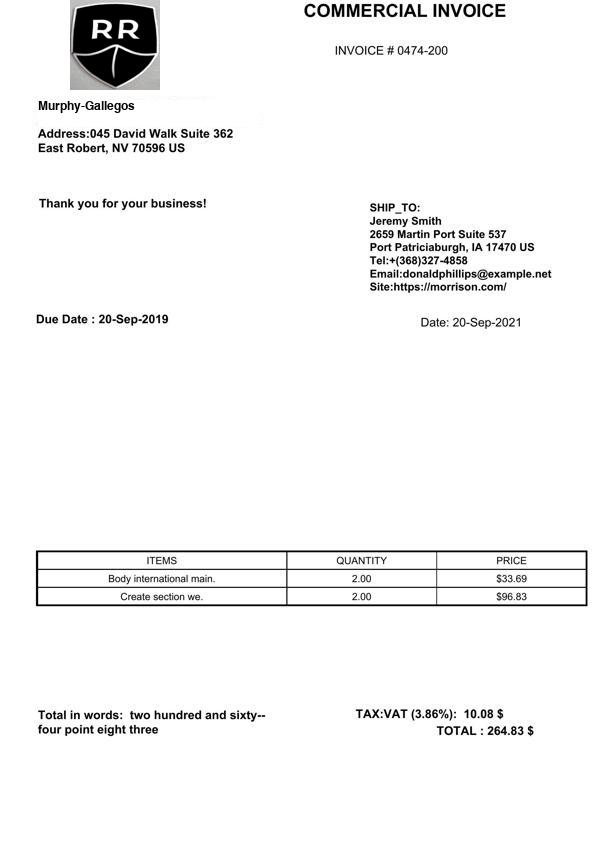 RR
COMMERCIAL INVOICE
INVOICE # 0474-200
Murphy-Gallegos
Address:045 David Walk Suite 362
East Robert, NV 70596 US
Thank you for your business!
SHIP_TO:
Jeremy Smith
2659 Martin Port Suite 537
Port Patriciaburgh, IA 17470 US
Tel:+(368)327-4858
Email:donaldphillips@example.net
Site:https://morrison.com/
Due Date : 20-Sep-2019
Date: 20-Sep-2021
ITEMS QUANTITY PRICE
Body international main. 2.00 $33.69
Create section we. 2.00 $96.83
Total in words: two hundred and sixty--
four point eight three
TAX:VAT (3.86%): 10.08 $
TOTAL : 264.83 $